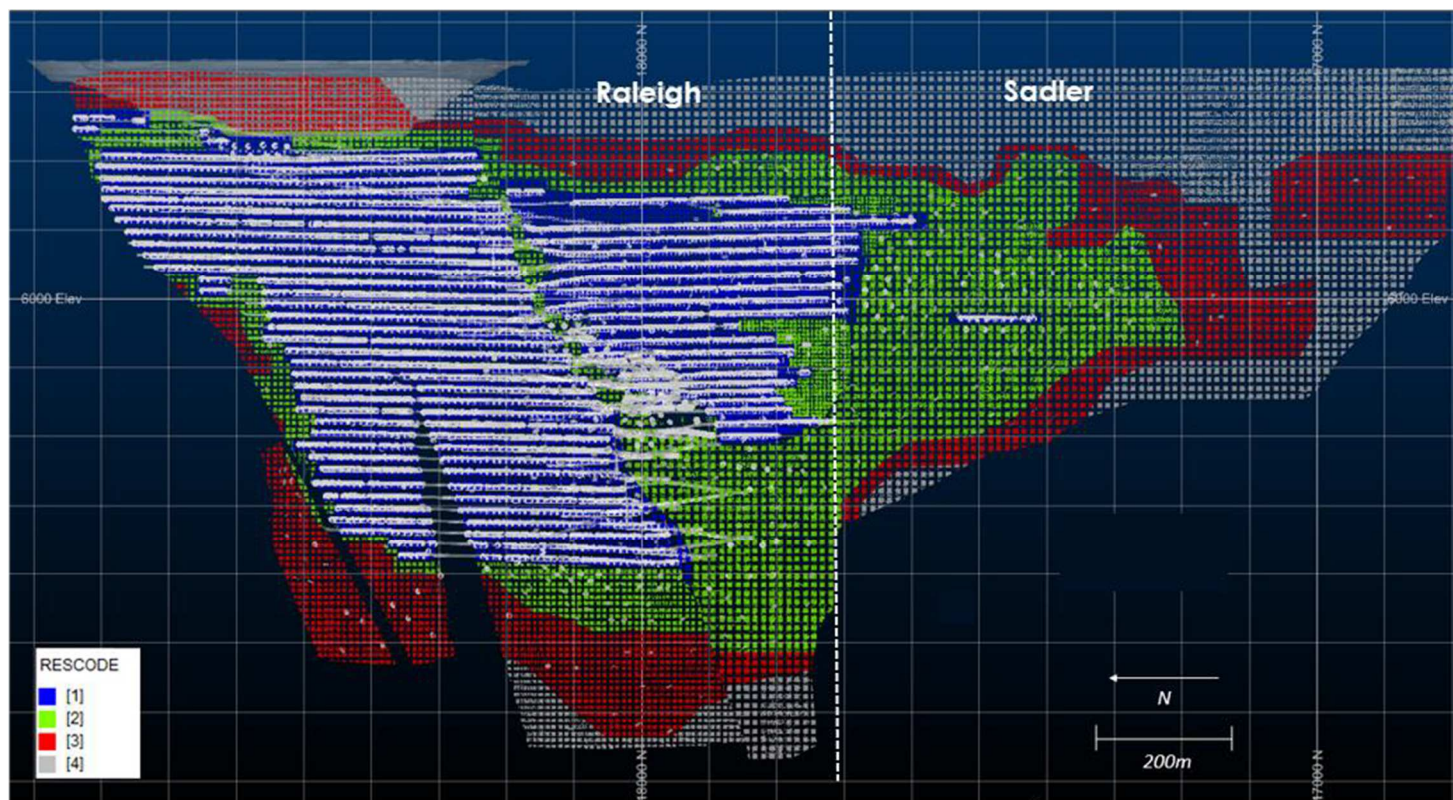 18000 N
17000 N
Raleigh
Sadler
6000 Elev
6000 Elev
RESCODE
[1]
[2]
[3]
[4]
N
200m
18000 N
17000 N